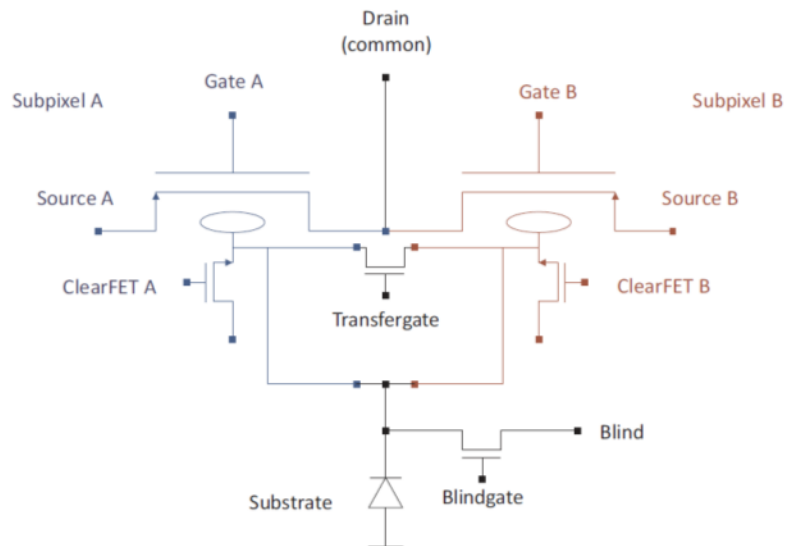 Drain
(common)
Gate A
Gate B
Subpixel A
Subpixel B
Source A
Source B
ClearFET A
ClearFET B
Transfergate
Blind
Substrate
Blindgate